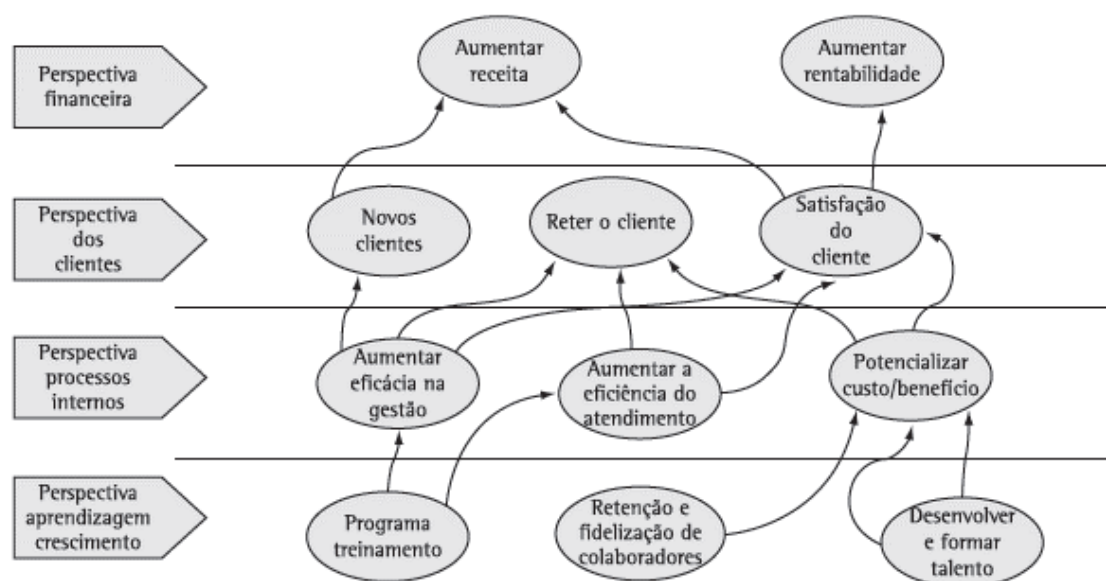 Perspectiva
financeira
Aumentar
receita
Aumentar
rentabilidade
Perspectiva
dos
clientes
Novos
clientes
Reter o cliente
Satisfação
do
cliente
Perspectiva
processos
internos
Aumentar
eficácia na
gestão
Aumentar a
eficiência do
atendimento
Potencializar
custo/benefício
Perspectiva
aprendizagem
crescimento
Programa
treinamento
Retenção e
fidelização de
colaboradores
Desenvolver
e formar
talento